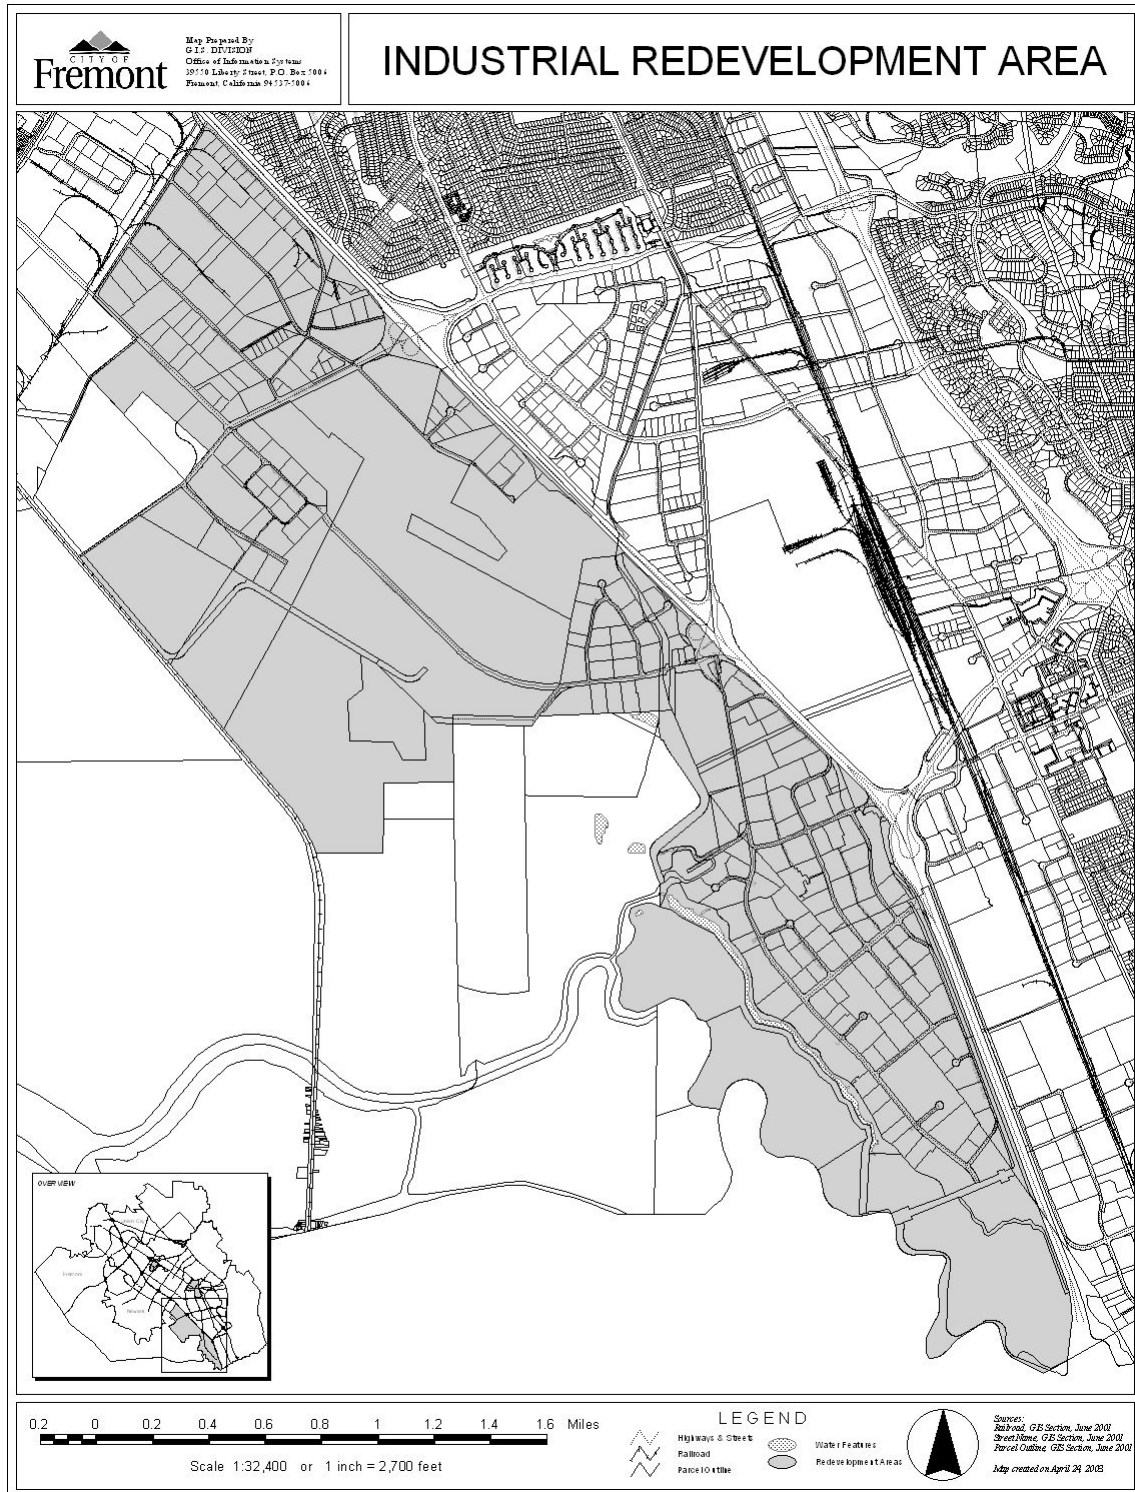 CITY OF
Fremont
Map Prepared By
G.I.S. DIVISION
Office of Information Systems
39550 Liberty Street, P.O. Box 5006
Fremont, California 94537-5006
INDUSTRIAL REDEVELOPMENT AREA
OVERVIEW
Newark
0.2 0 0.2 0.4 0.6 0.8 1 1.2 1.4 1.6 Miles
Scale 1:32,400 or 1 inch = 2,700 feet
LEGEND
Highways & Streets
Railroad
Parcel Outline
Water Features
Redevelopment Areas
Sources:
Railroad, GIS Section, June 2001
Street Name, GIS Section, June 2001
Parcel Outline, GIS Section, June 2001
Map created on April 24, 2003